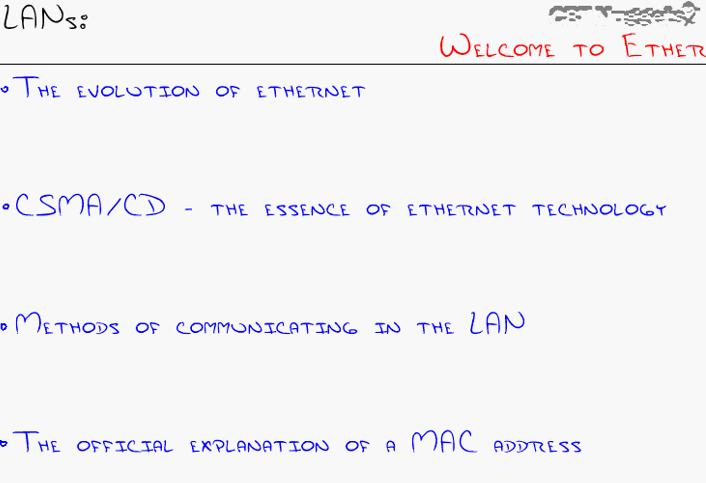 LANs:
Welcome to Ether
• The evolution of ethernet
• CSMA/CD - the essence of ethernet technology
• Methods of communicating in the LAN
• The official explanation of a MAC address